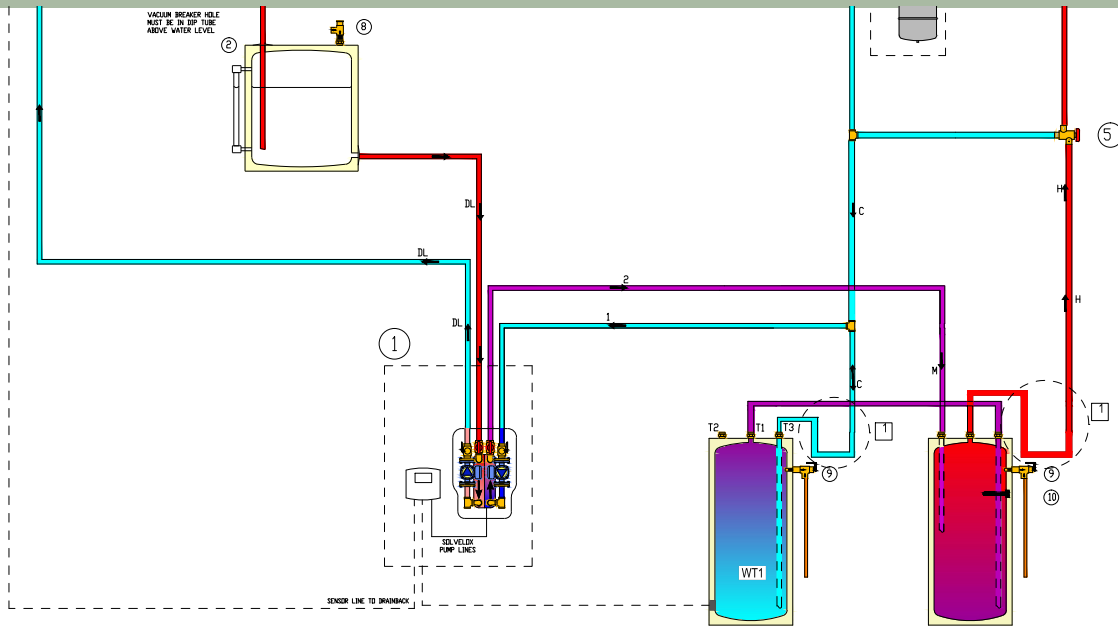 VACUUM BREAKER HOLE
MUST BE IN DIP TUBE
ABOVE WATER LEVEL
8
2
5
C
H
DL
DL
2
H
1
DL
1
M
C
T2
T1
T3
1
1
9
9
10
SOLVELOX
PUMP LINES
WT1
SENSOR LINE TO DRAINBACK